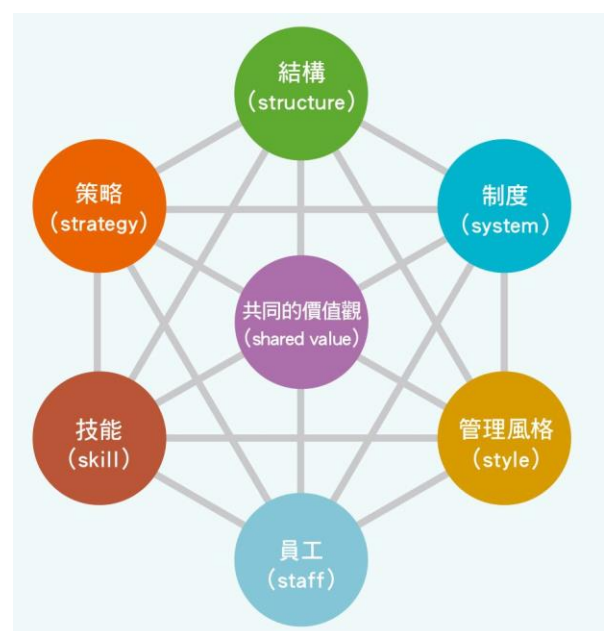 結構
(structure)
策略
(strategy)
制度
(system)
共同的價值觀
(shared value)
技能
(skill)
管理風格
(style)
員工
(staff)